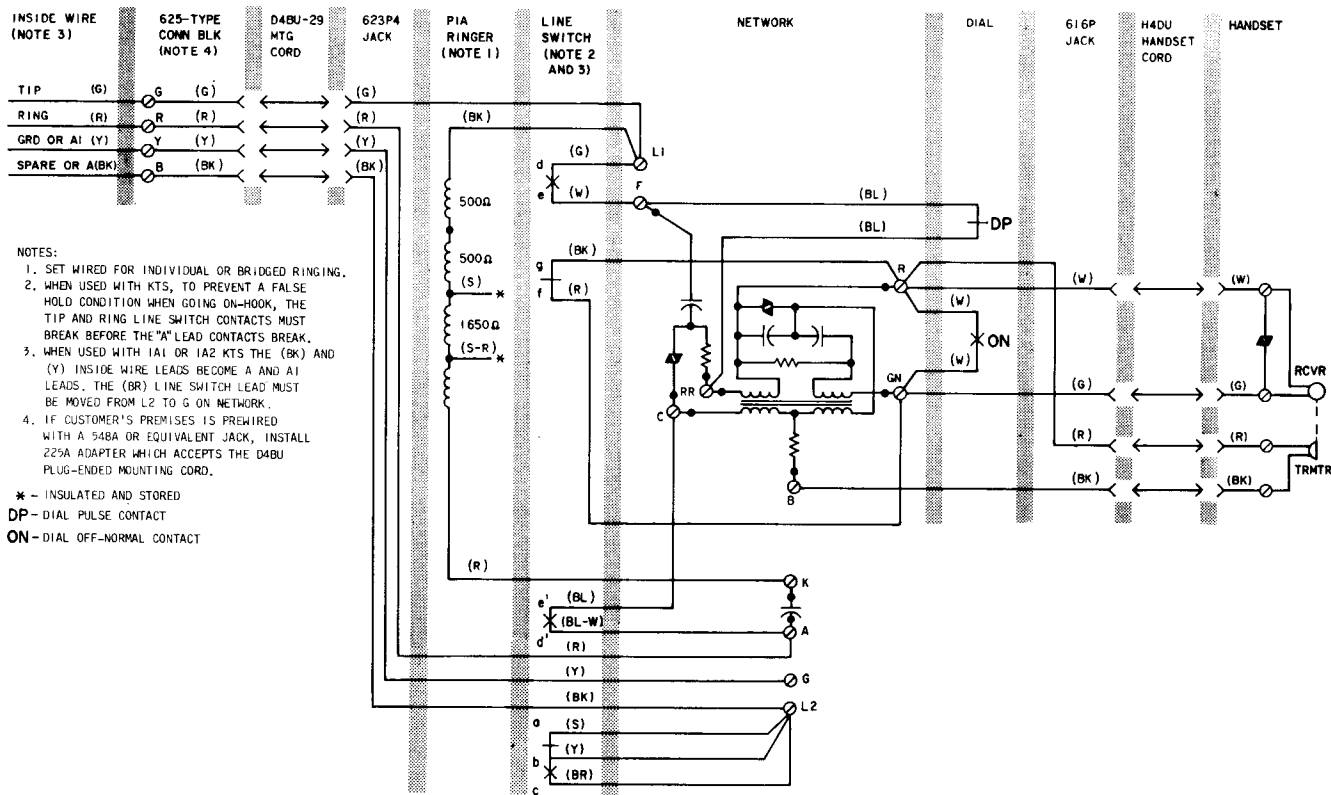 INSIDE WIRE
(NOTE 3)
625-TYPE
CONN BLK
(NOTE 4)
D4BU-29
MTG
CORD
623P4
JACK
PIA
RINGER
(NOTE 1)
LINE
SWITCH
(NOTE 2
AND 3)
NETWORK
DIAL
616P
JACK
H4DU
HANDSET
CORD
HANDSET
TIP (G) G (G) (G)
RING (R) R (R) (R)
GRD OR A1 (Y) Y (Y) (Y)
SPARE OR A(BK) B (BK) (BK)
(BK)
500Ω
500Ω
(S) *
1650Ω
(S-R) *
(R)
d (G) L1
e (W) F
(BL)
(BL)
DP
g (BK) R
f (R)
(W)
ON
(W)
GN
RR
C
B
(W) (W)
(G) (G)
(R) (R)
(BK) (BK)
RCVR
TRMTR
K
e' (BL)
(BL-W) A
d'
(R)
(Y) G
(BK) L2
a (S)
(Y)
b
(BR)
c
NOTES:
1. SET WIRED FOR INDIVIDUAL OR BRIDGED RINGING.
2. WHEN USED WITH KTS, TO PREVENT A FALSE
HOLD CONDITION WHEN GOING ON-HOOK, THE
TIP AND RING LINE SWITCH CONTACTS MUST
BREAK BEFORE THE "A" LEAD CONTACTS BREAK.
3. WHEN USED WITH 1A1 OR 1A2 KTS THE (BK) AND
(Y) INSIDE WIRE LEADS BECOME A AND A1
LEADS. THE (BR) LINE SWITCH LEAD MUST
BE MOVED FROM L2 TO G ON NETWORK.
4. IF CUSTOMER'S PREMISES IS PREWIRED
WITH A 548A OR EQUIVALENT JACK, INSTALL
225A ADAPTER WHICH ACCEPTS THE D4BU
PLUG-ENDED MOUNTING CORD.
* - INSULATED AND STORED
DP - DIAL PULSE CONTACT
ON - DIAL OFF-NORMAL CONTACT